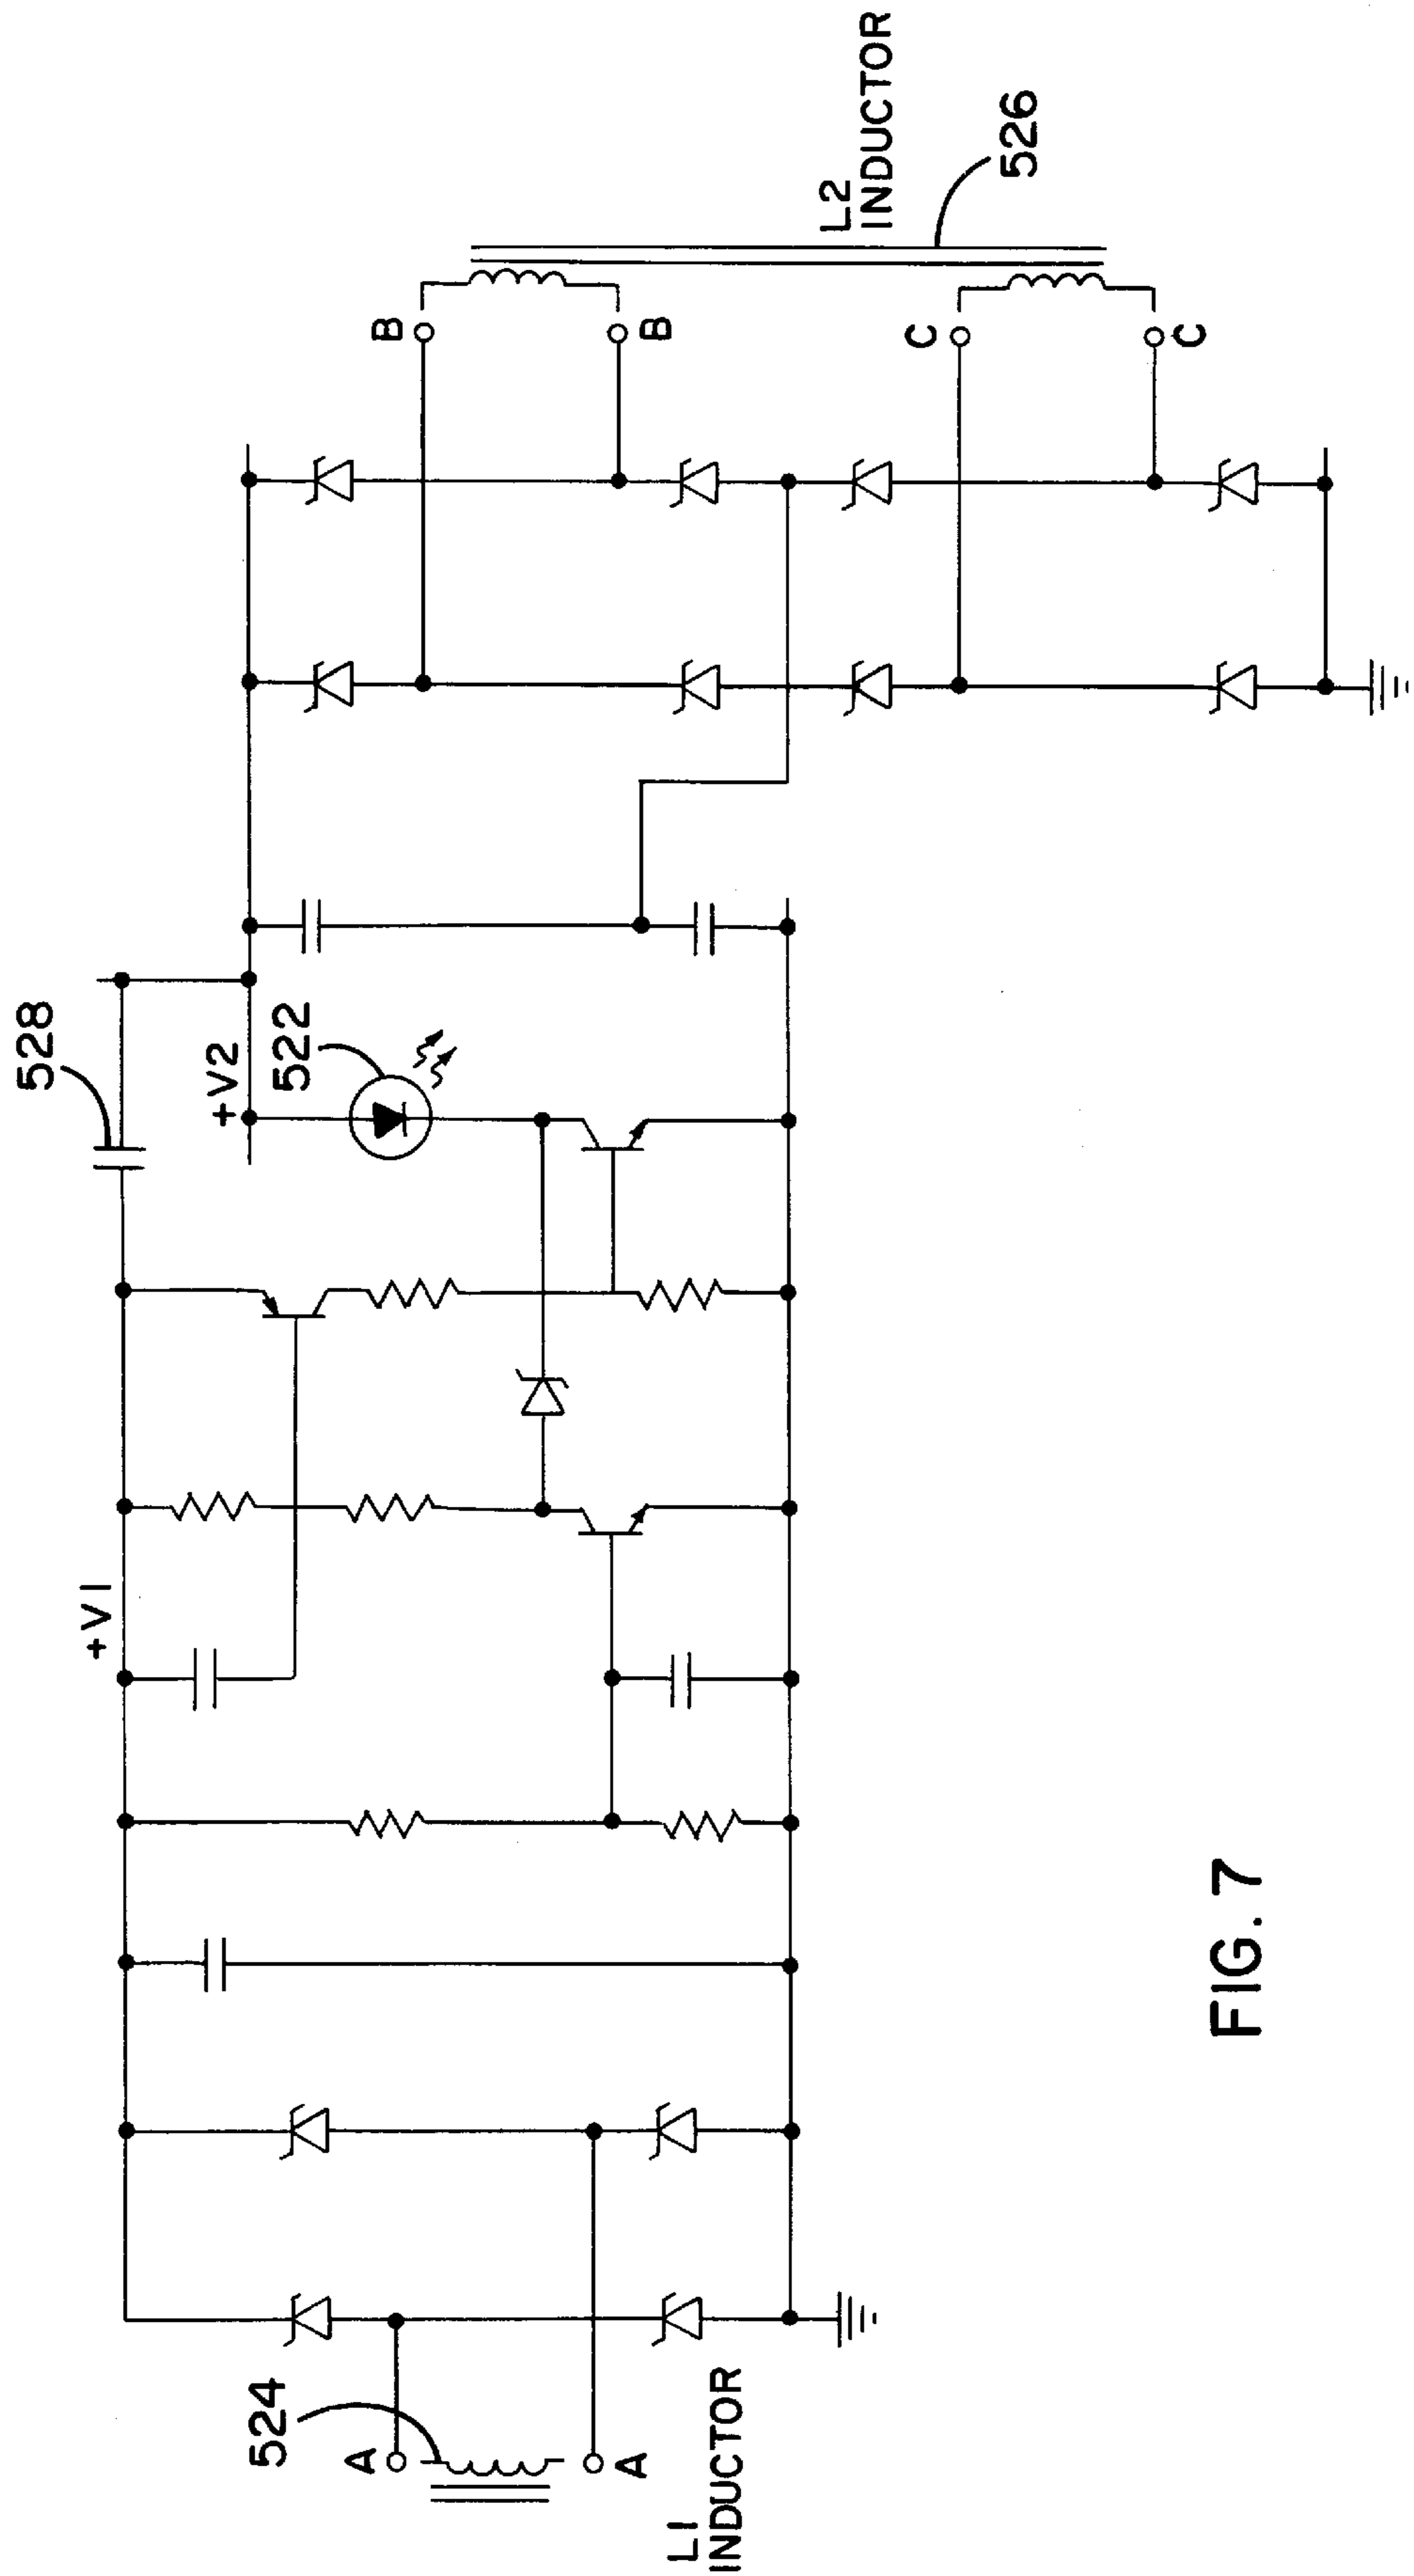 528
+V1
+V2
522
B
B
L2
INDUCTOR
526
C
C
524
A
A
L1
INDUCTOR
FIG. 7